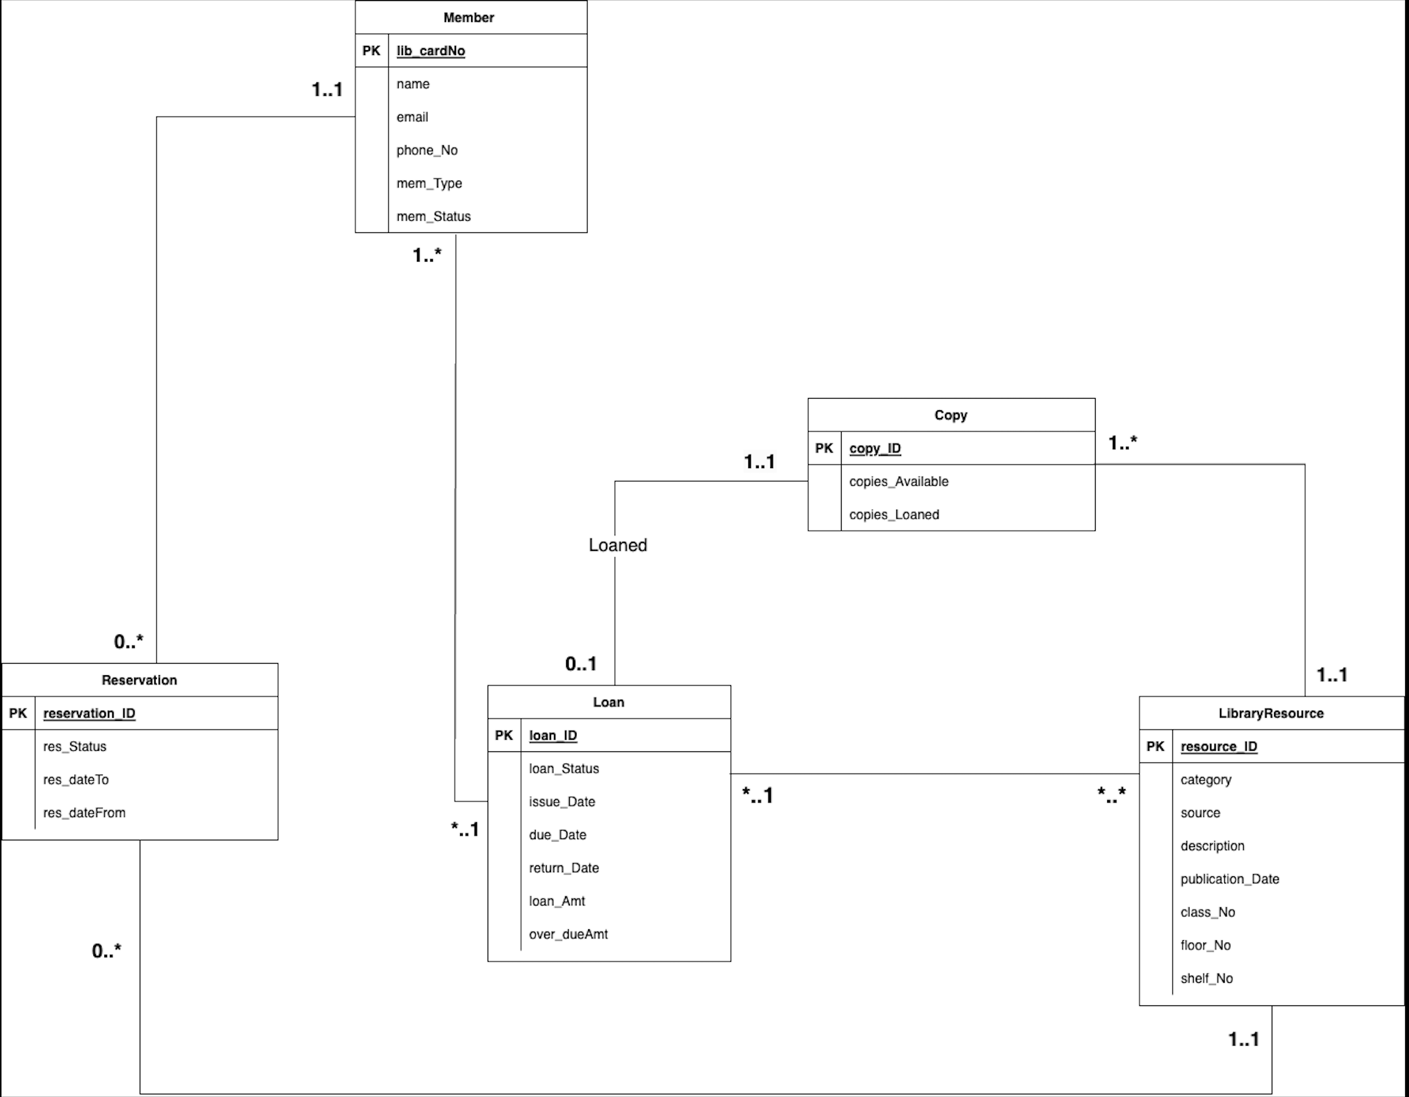 Member
PK lib_cardNo
name
email
phone_No
mem_Type
mem_Status
1..1
1..*
0..*
Copy
PK copy_ID
copies_Available
copies_Loaned
1..1
1..*
Loaned
0..1
1..1
Reservation
PK reservation_ID
res_Status
res_dateTo
res_dateFrom
0..*
Loan
PK loan_ID
loan_Status
issue_Date
due_Date
return_Date
loan_Amt
over_dueAmt
*..1
*..1
*..*
LibraryResource
PK resource_ID
category
source
description
publication_Date
class_No
floor_No
shelf_No
1..1